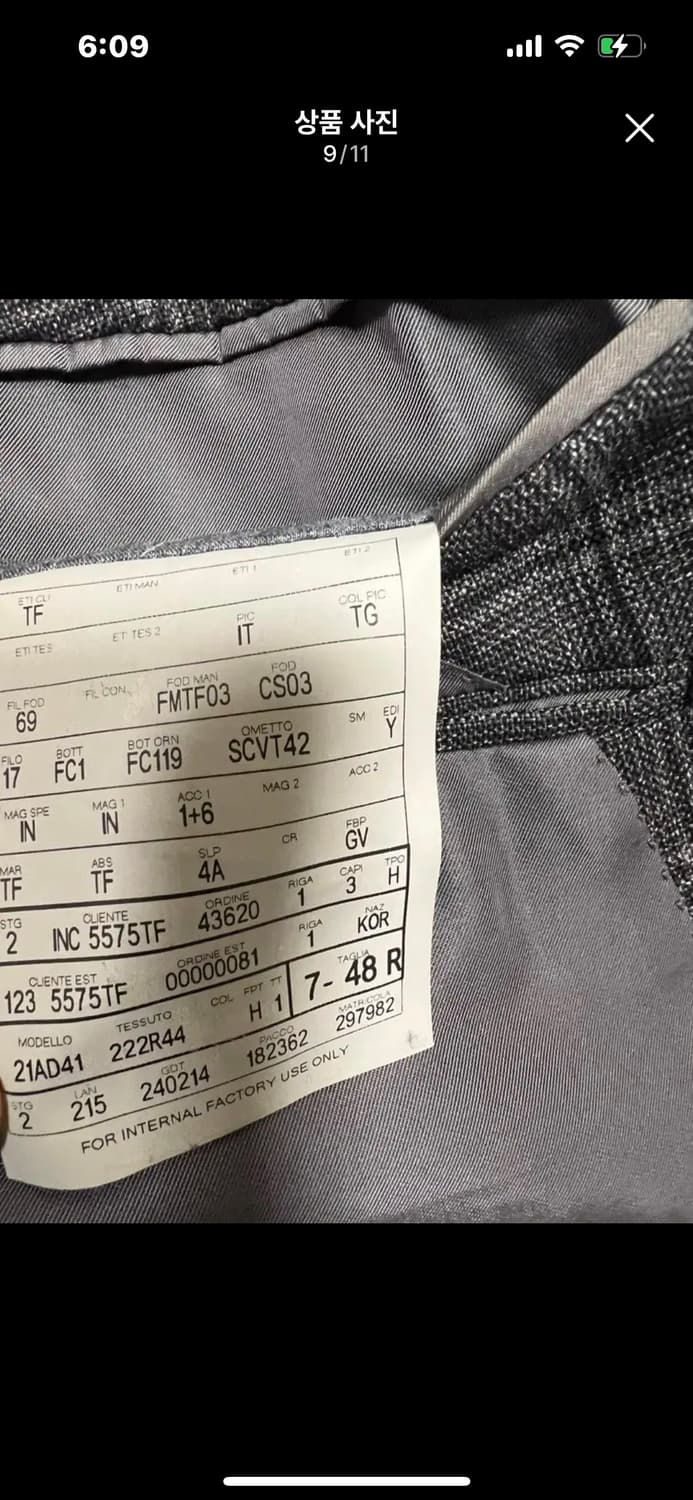 6:09
상품 사진
9/11
ETI CLI ETI MAN ETI 1 ETI 2
TF
ETI TES ET TES 2 PIC COL PIC
IT TG
FIL FOD FIL CON FOD MAN FOD
69 FMTF03 CS03
FILO BOTT BOT ORN OMETTO SM EDI
17 FC1 FC119 SCVT42 Y
MAG SPE MAG 1 ACC 1 MAG 2 ACC 2
IN IN 1+6
MAR ABS SLP CR FBP
TF TF 4A GV
STG CLIENTE ORDINE RIGA CAPI TPO
2 INC 5575TF 43620 1 3 H
CLIENTE EST ORDINE EST RIGA NAZ
123 5575TF 00000081 1 KOR
MODELLO TESSUTO COL FPT TT TAGLIA
21AD41 222R44 H 1 7- 48 R
STG LAN GDT PACCO MATRICOLA
2 215 240214 182362 297982
FOR INTERNAL FACTORY USE ONLY